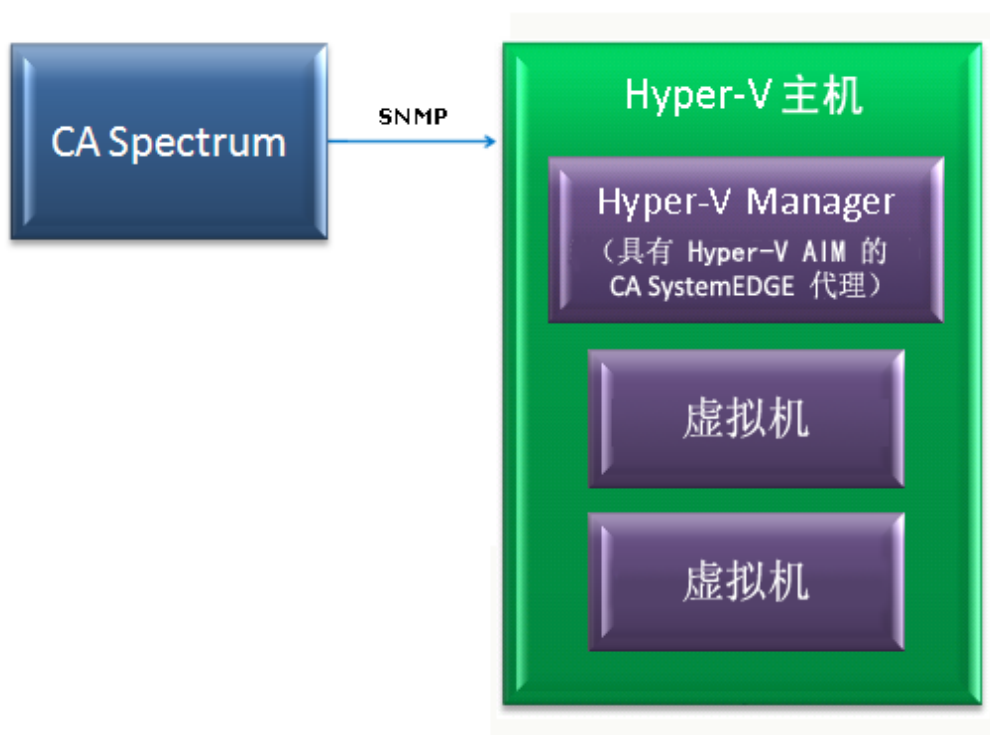 CA Spectrum
SNMP
Hyper-V 主机
Hyper-V Manager
（具有 Hyper-V AIM 的
CA SystemEDGE 代理）
虚拟机
虚拟机